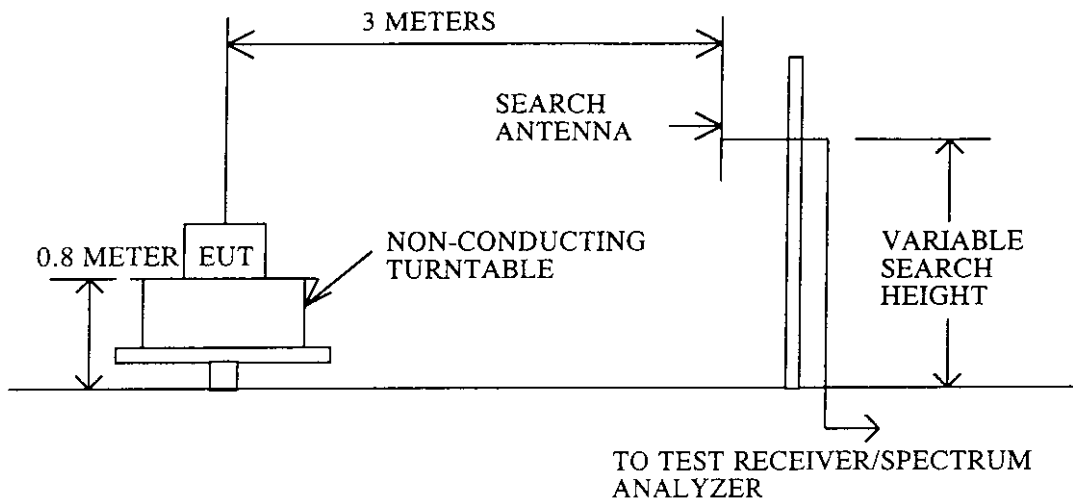 3 METERS
SEARCH
ANTENNA
0.8 METER
EUT
NON-CONDUCTING
TURNTABLE
VARIABLE
SEARCH
HEIGHT
TO TEST RECEIVER/SPECTRUM
ANALYZER